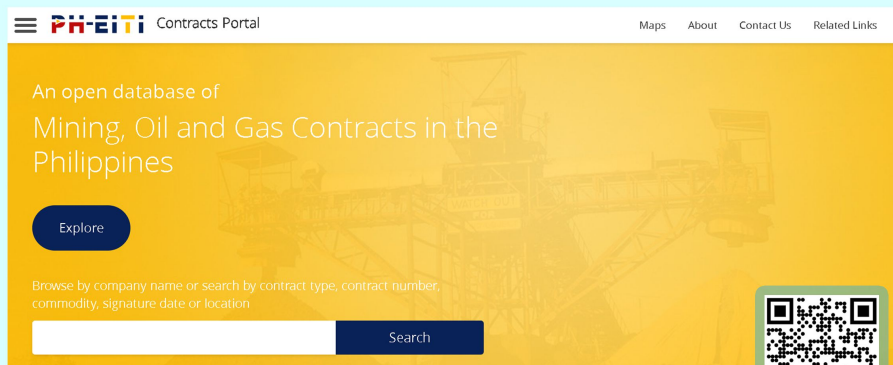 PH-EITI Contracts Portal
Maps About Contact Us Related Links
An open database of
Mining, Oil and Gas Contracts in the
Philippines
Explore
Browse by company name or search by contract type, contract number,
commodity, signature date or location
Search